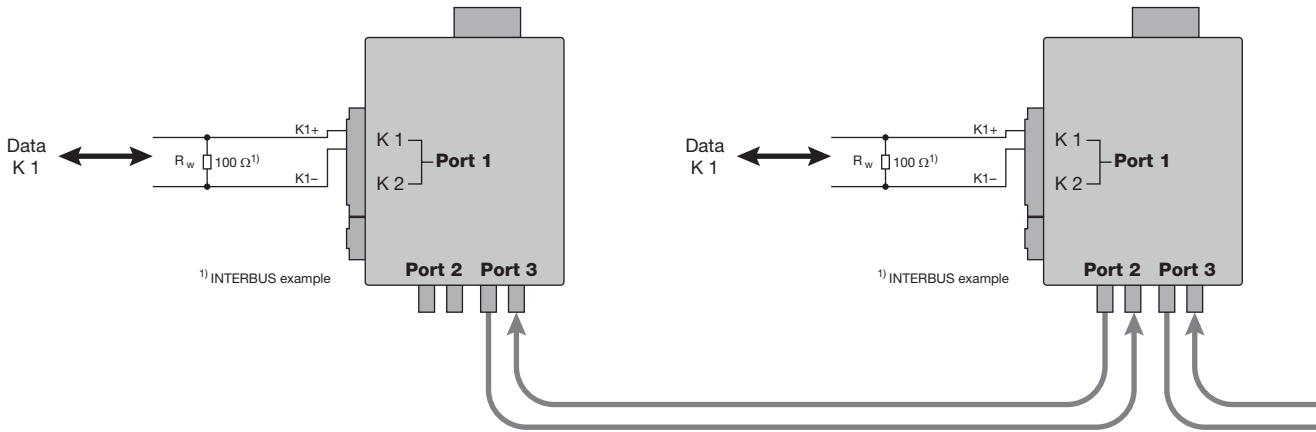 Data
K 1
K1+
R w 100 Ω1)
K1–
K 1
K 2
Port 1
1) INTERBUS example
Port 2 Port 3
Data
K 1
K1+
R w 100 Ω1)
K1–
K 1
K 2
Port 1
1) INTERBUS example
Port 2 Port 3